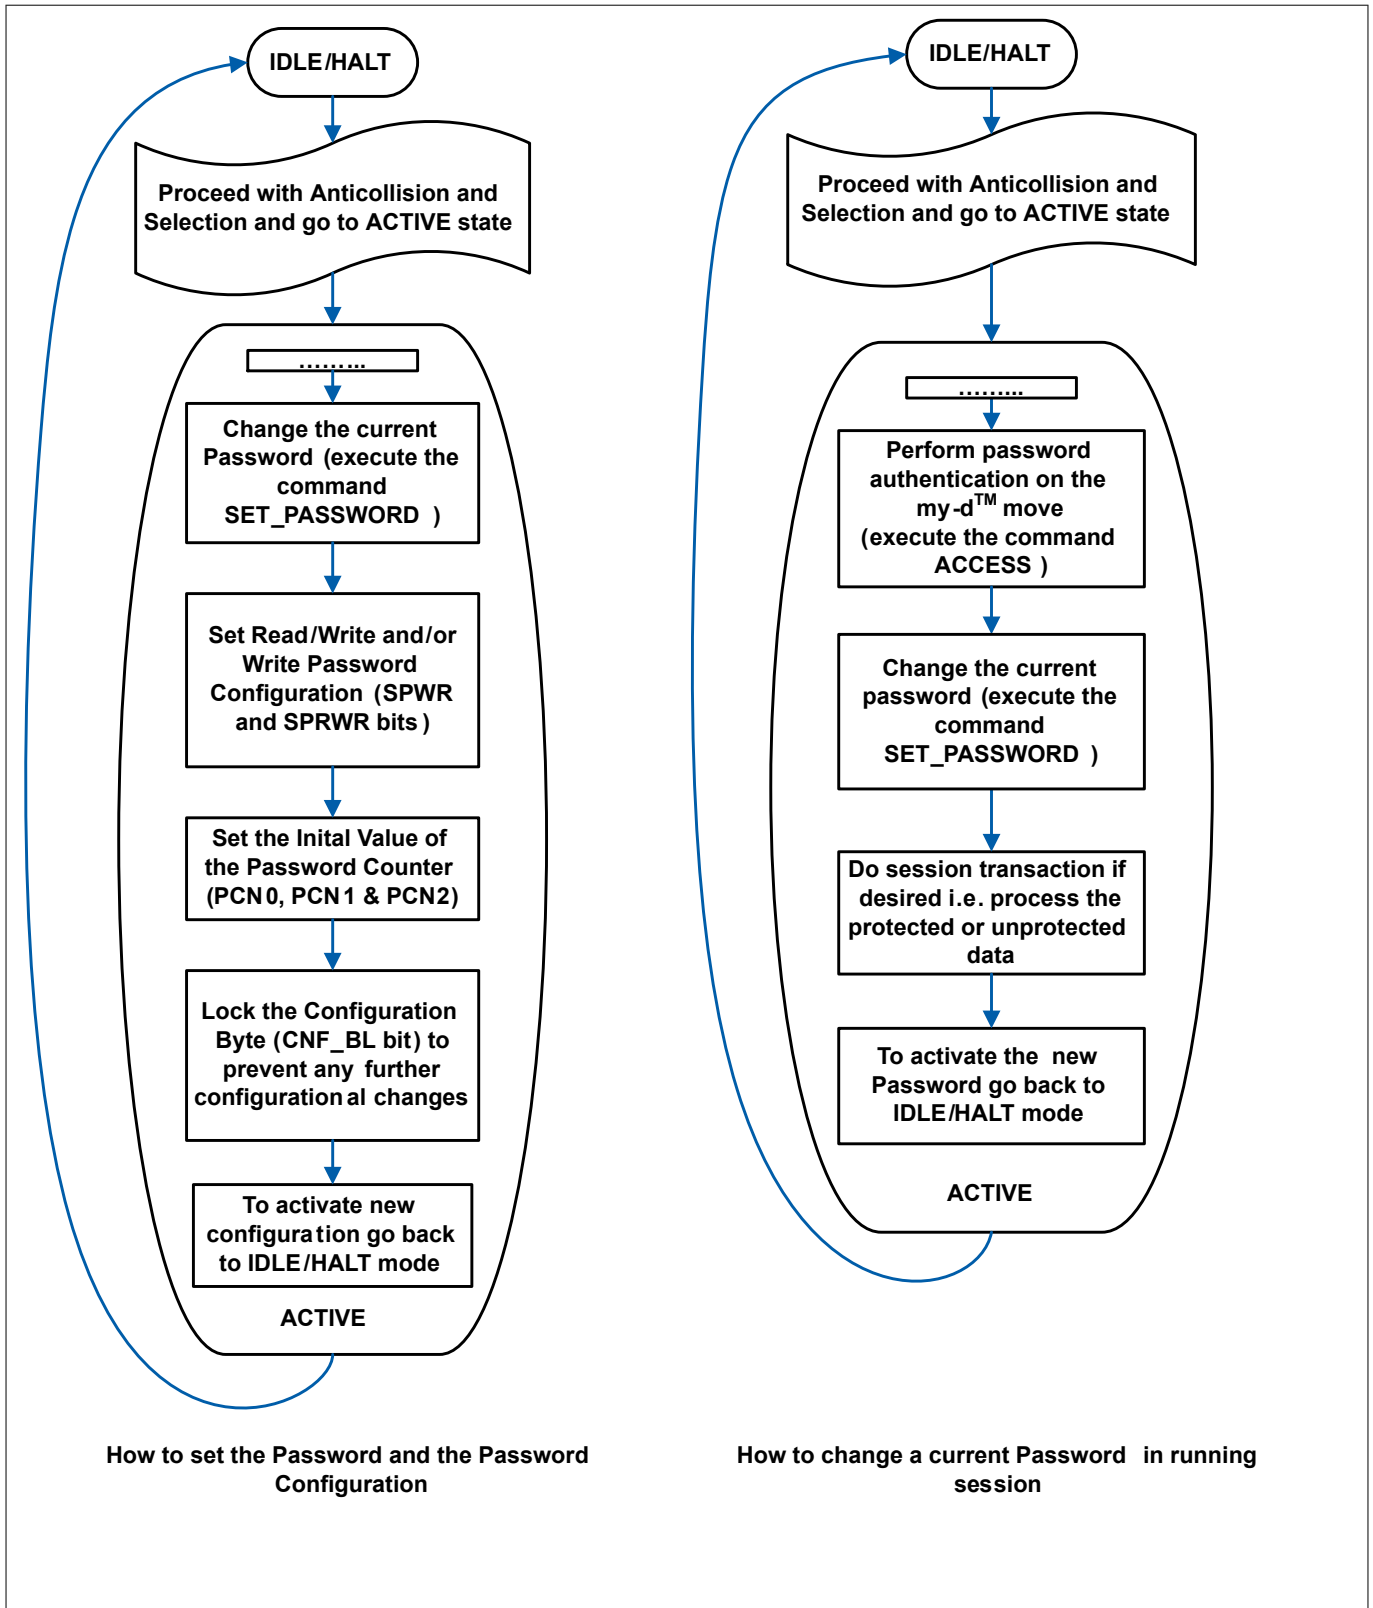 IDLE/HALT
Proceed with Anticollision and
Selection and go to ACTIVE state
………
Change the current
Password (execute the
command
SET_PASSWORD )
Set Read/Write and/or
Write Password
Configuration (SPWR
and SPRWR bits)
Set the Inital Value of
the Password Counter
(PCN0, PCN1 & PCN2)
Lock the Configuration
Byte (CNF_BL bit) to
prevent any further
configurational changes
To activate new
configuration go back
to IDLE/HALT mode
ACTIVE
How to set the Password and the Password
Configuration
IDLE/HALT
Proceed with Anticollision and
Selection and go to ACTIVE state
………
Perform password
authentication on the
my-d™ move
(execute the command
ACCESS )
Change the current
password (execute the
command
SET_PASSWORD )
Do session transaction if
desired i.e. process the
protected or unprotected
data
To activate the new
Password go back to
IDLE/HALT mode
ACTIVE
How to change a current Password in running
session